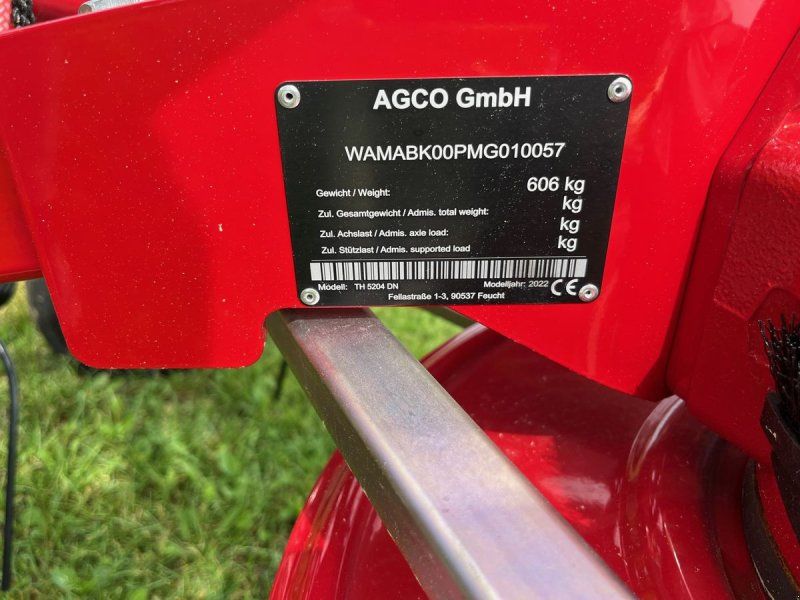 AGCO GmbH
WAMABK00PMG010057
Gewicht / Weight: 606 kg
Zul. Gesamtgewicht / Admis. total weight: kg
Zul. Achslast / Admis. axle load: kg
Zul. Stützlast / Admis. supported load kg
Modell: TH 5204 DN Modelljahr: 2022
Fellastraße 1-3, 90537 Feucht CE